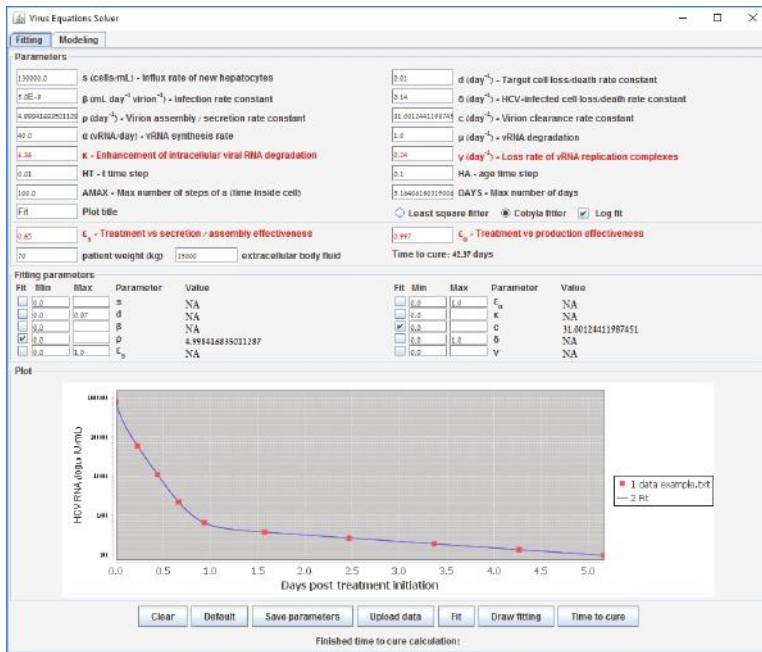 Virus Equations Solver
Fitting Modeling
Parameters
130000.0 s (cells/mL) - Influx rate of new hepatocytes
0.01 d (day⁻¹) - Target cell loss/death rate constant
β (mL day⁻¹ virion⁻¹) - Infection rate constant
0.14 δ (day⁻¹) - HCV-infected cell loss/death rate constant
ρ (day⁻¹) - Virion assembly / secretion rate constant
31.0012441198745 c (day⁻¹) - Virion clearance rate constant
40.0 α (vRNA/day) - vRNA synthesis rate
1.0 μ (day⁻¹) - vRNA degradation
κ - Enhancement of intracellular viral RNA degradation
0.24 γ (day⁻¹) - Loss rate of vRNA replication complexes
0.01 HT - t time step
0.1 HA - age time step
100.0 AMAX - Max number of steps of a (time inside cell)
DAYS - Max number of days
Fit Plot title
Least square fitter Cobyla fitter Log fit
εs - Treatment vs secretion / assembly effectiveness
0.997 εα - Treatment vs production effectiveness
70 patient weight (kg) 15000 extracellular body fluid
Time to cure: 42.37 days
Fitting parameters
Fit Min Max Parameter Value
Fit Min Max Parameter Value
0.0 s NA
0.0 1.0 εα NA
0.0 0.07 d NA
0.0 κ NA
0.0 β NA
0.0 c 31.00124411987451
0.0 ρ 4.998416835011287
0.0 1.0 δ NA
0.0 1.0 εs NA
0.0 γ NA
Plot
HCV RNA (log₁₀ IU/mL)
0.0 0.5 1.0 1.5 2.0 2.5 3.0 3.5 4.0 4.5 5.0
Days post treatment initiation
1 data example.txt
2 Fit
Clear Default Save parameters Upload data Fit Draw fitting Time to cure
Finished time to cure calculation!